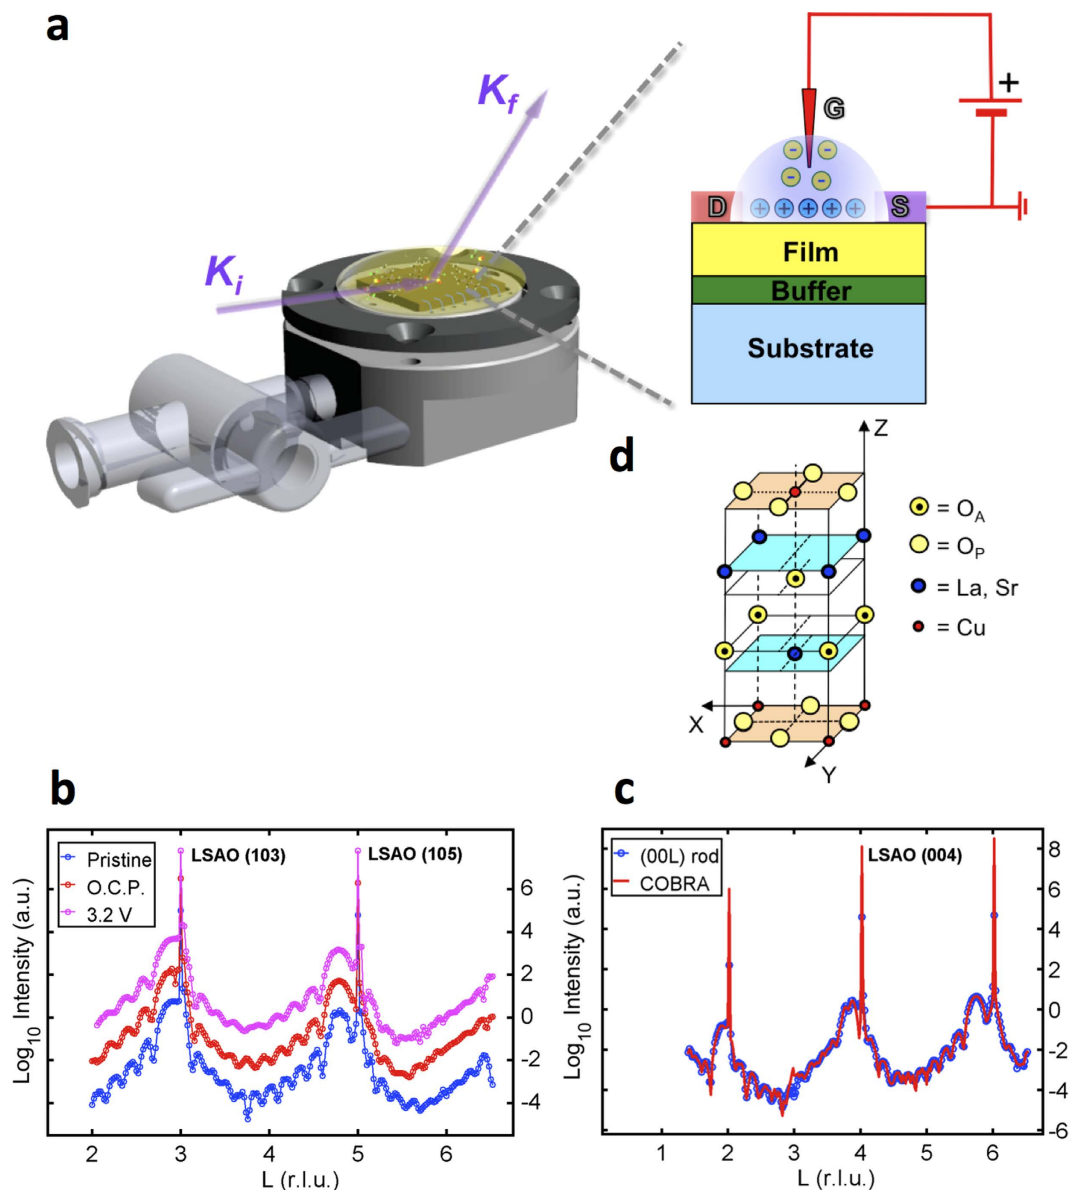 a
K_f
K_i
G
+
D
S
- -
- -
+ + + + +
Film
Buffer
Substrate
d
Z
X
Y
= O_A
= O_P
= La, Sr
= Cu
b
Pristine
O.C.P.
3.2 V
LSAO (103)
LSAO (105)
Log10 Intensity (a.u.)
6
4
2
0
-2
-4
2 3 4 5 6
L (r.l.u.)
c
(00L) rod
COBRA
LSAO (004)
Log10 Intensity (a.u.)
8
6
4
2
0
-2
-4
-6
1 2 3 4 5 6
L (r.l.u.)